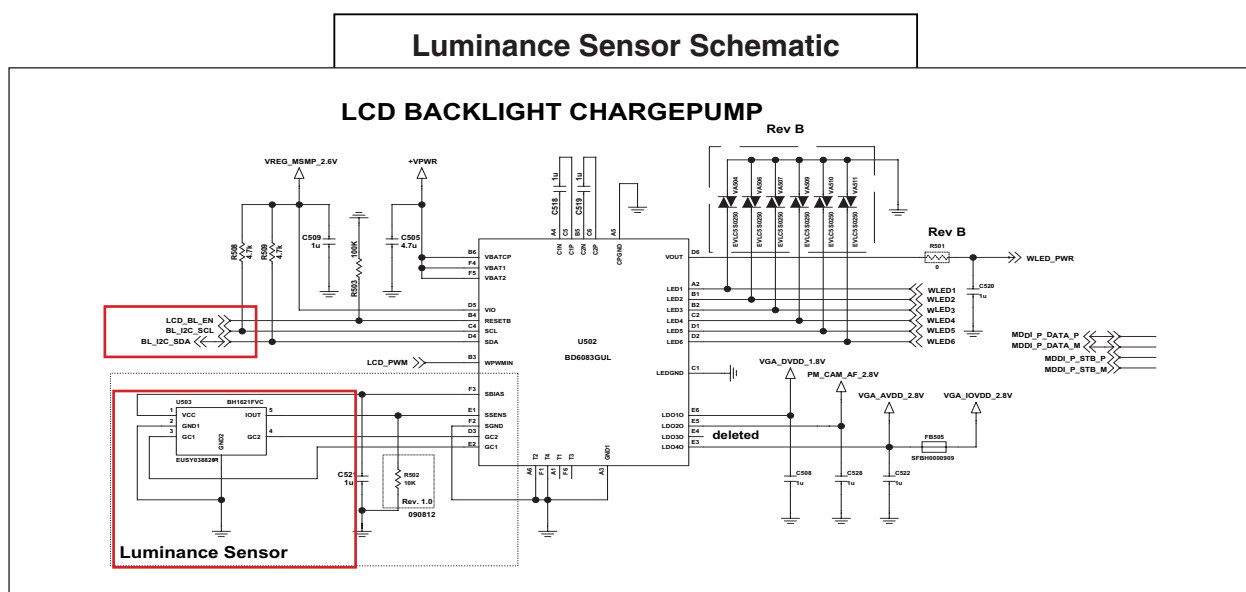 Luminance Sensor Schematic
LCD BACKLIGHT CHARGEPUMP
Rev B
VREG_MSMP_2.6V
+VPWR
R508
4.7k
R509
4.7k
C509
1u
100K
R503
C505
4.7u
C518
1u
C519
1u
A4
C5
B5
C6
A5
C1N
C1P
C2N
C2P
CPGND
VA504
VA506
VA507
VA509
VA510
VA511
EVLC5S0250
EVLC5S0250
EVLC5S0250
EVLC5S0250
EVLC5S0250
EVLC5S0250
B6 VBATCP
F4 VBAT1
F5 VBAT2
D5 VIO
B4 RESETB
C4 SCL
D4 SDA
B3 WPWMIN
LCD_BL_EN
BL_I2C_SCL
BL_I2C_SDA
LCD_PWM
U502
BD6083GUL
VOUT D6
Rev B
R501
0
WLED_PWR
C520
1u
LED1 A2 WLED1
LED2 B1 WLED2
LED3 B2 WLED3
LED4 C2 WLED4
LED5 D1 WLED5
LED6 D2 WLED6
LEDGND C1
MDDI_P_DATA_P
MDDI_P_DATA_M
MDDI_P_STB_P
MDDI_P_STB_M
VGA_DVDD_1.8V
PM_CAM_AF_2.8V
VGA_AVDD_2.8V
VGA_IOVDD_2.8V
LDO1O E6
LDO2O E5
LDO3O E4 deleted
LDO4O E3
FB505
SFBH0000909
C508
1u
C528
1u
C522
1u
F3 SBIAS
E1 SSENS
F2 SGND
D3 GC2
E2 GC1
U503
BH1621FVC
1 VCC
2 GND1
3 GC1
IOUT 5
GC2 4
GND2
C521
1u
R502
10K
Rev. 1.0
090812
T2
T4
T1
T3
GND1
A6
F1
A1
F6
A3
Luminance Sensor